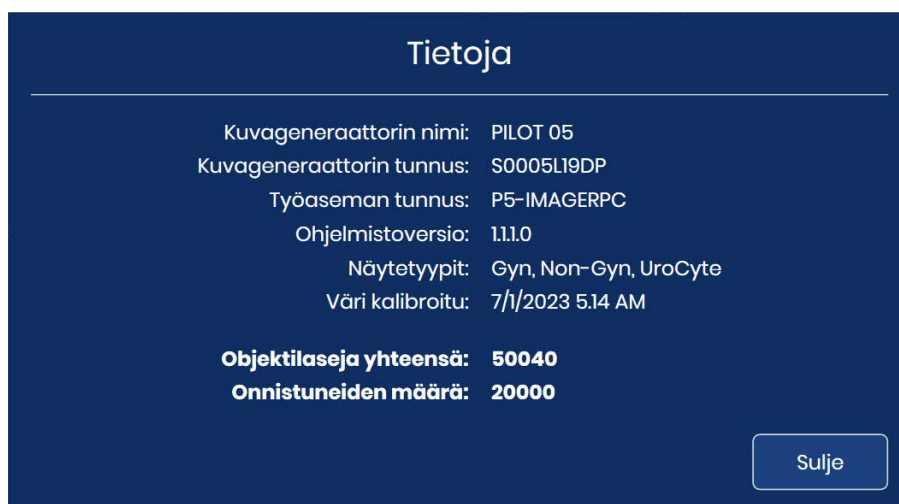 Tietoja
Kuvageneraattorin nimi: PILOT 05
Kuvageneraattorin tunnus: S0005L19DP
Työaseman tunnus: P5-IMAGERPC
Ohjelmistoversio: 1.1.1.0
Näytetyypit: Gyn, Non-Gyn, UroCyte
Väri kalibroitu: 7/1/2023 5.14 AM
Objektilaseja yhteensä: 50040
Onnistuneiden määrä: 20000
Sulje